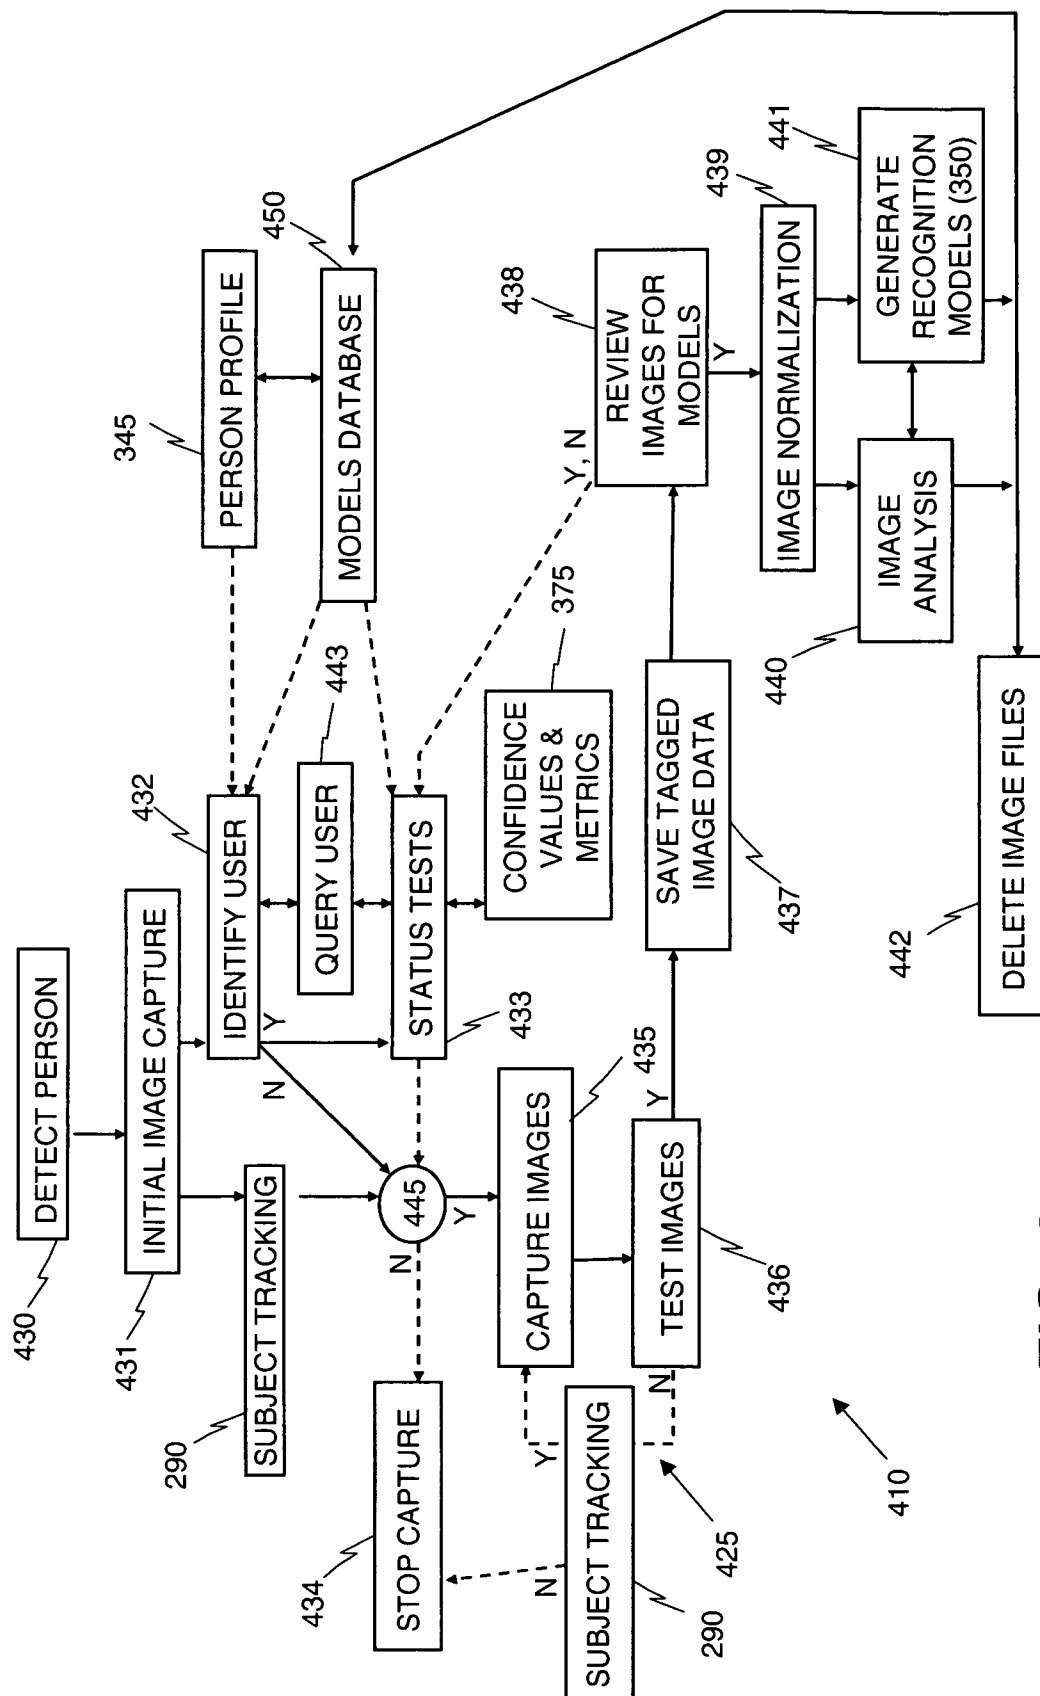 430
DETECT PERSON
431
INITIAL IMAGE CAPTURE
290
SUBJECT TRACKING
432
IDENTIFY USER
N
Y
345
PERSON PROFILE
443
QUERY USER
450
MODELS DATABASE
434
STOP CAPTURE
N
445
Y
STATUS TESTS
433
CONFIDENCE
VALUES &
METRICS
375
Y, N
438
REVIEW
IMAGES FOR
MODELS
Y
CAPTURE IMAGES
435
N
Y
SUBJECT TRACKING
290
425
N
TEST IMAGES
436
Y
SAVE TAGGED
IMAGE DATA
437
439
IMAGE NORMALIZATION
440
IMAGE
ANALYSIS
441
GENERATE
RECOGNITION
MODELS (350)
410
442
DELETE IMAGE FILES